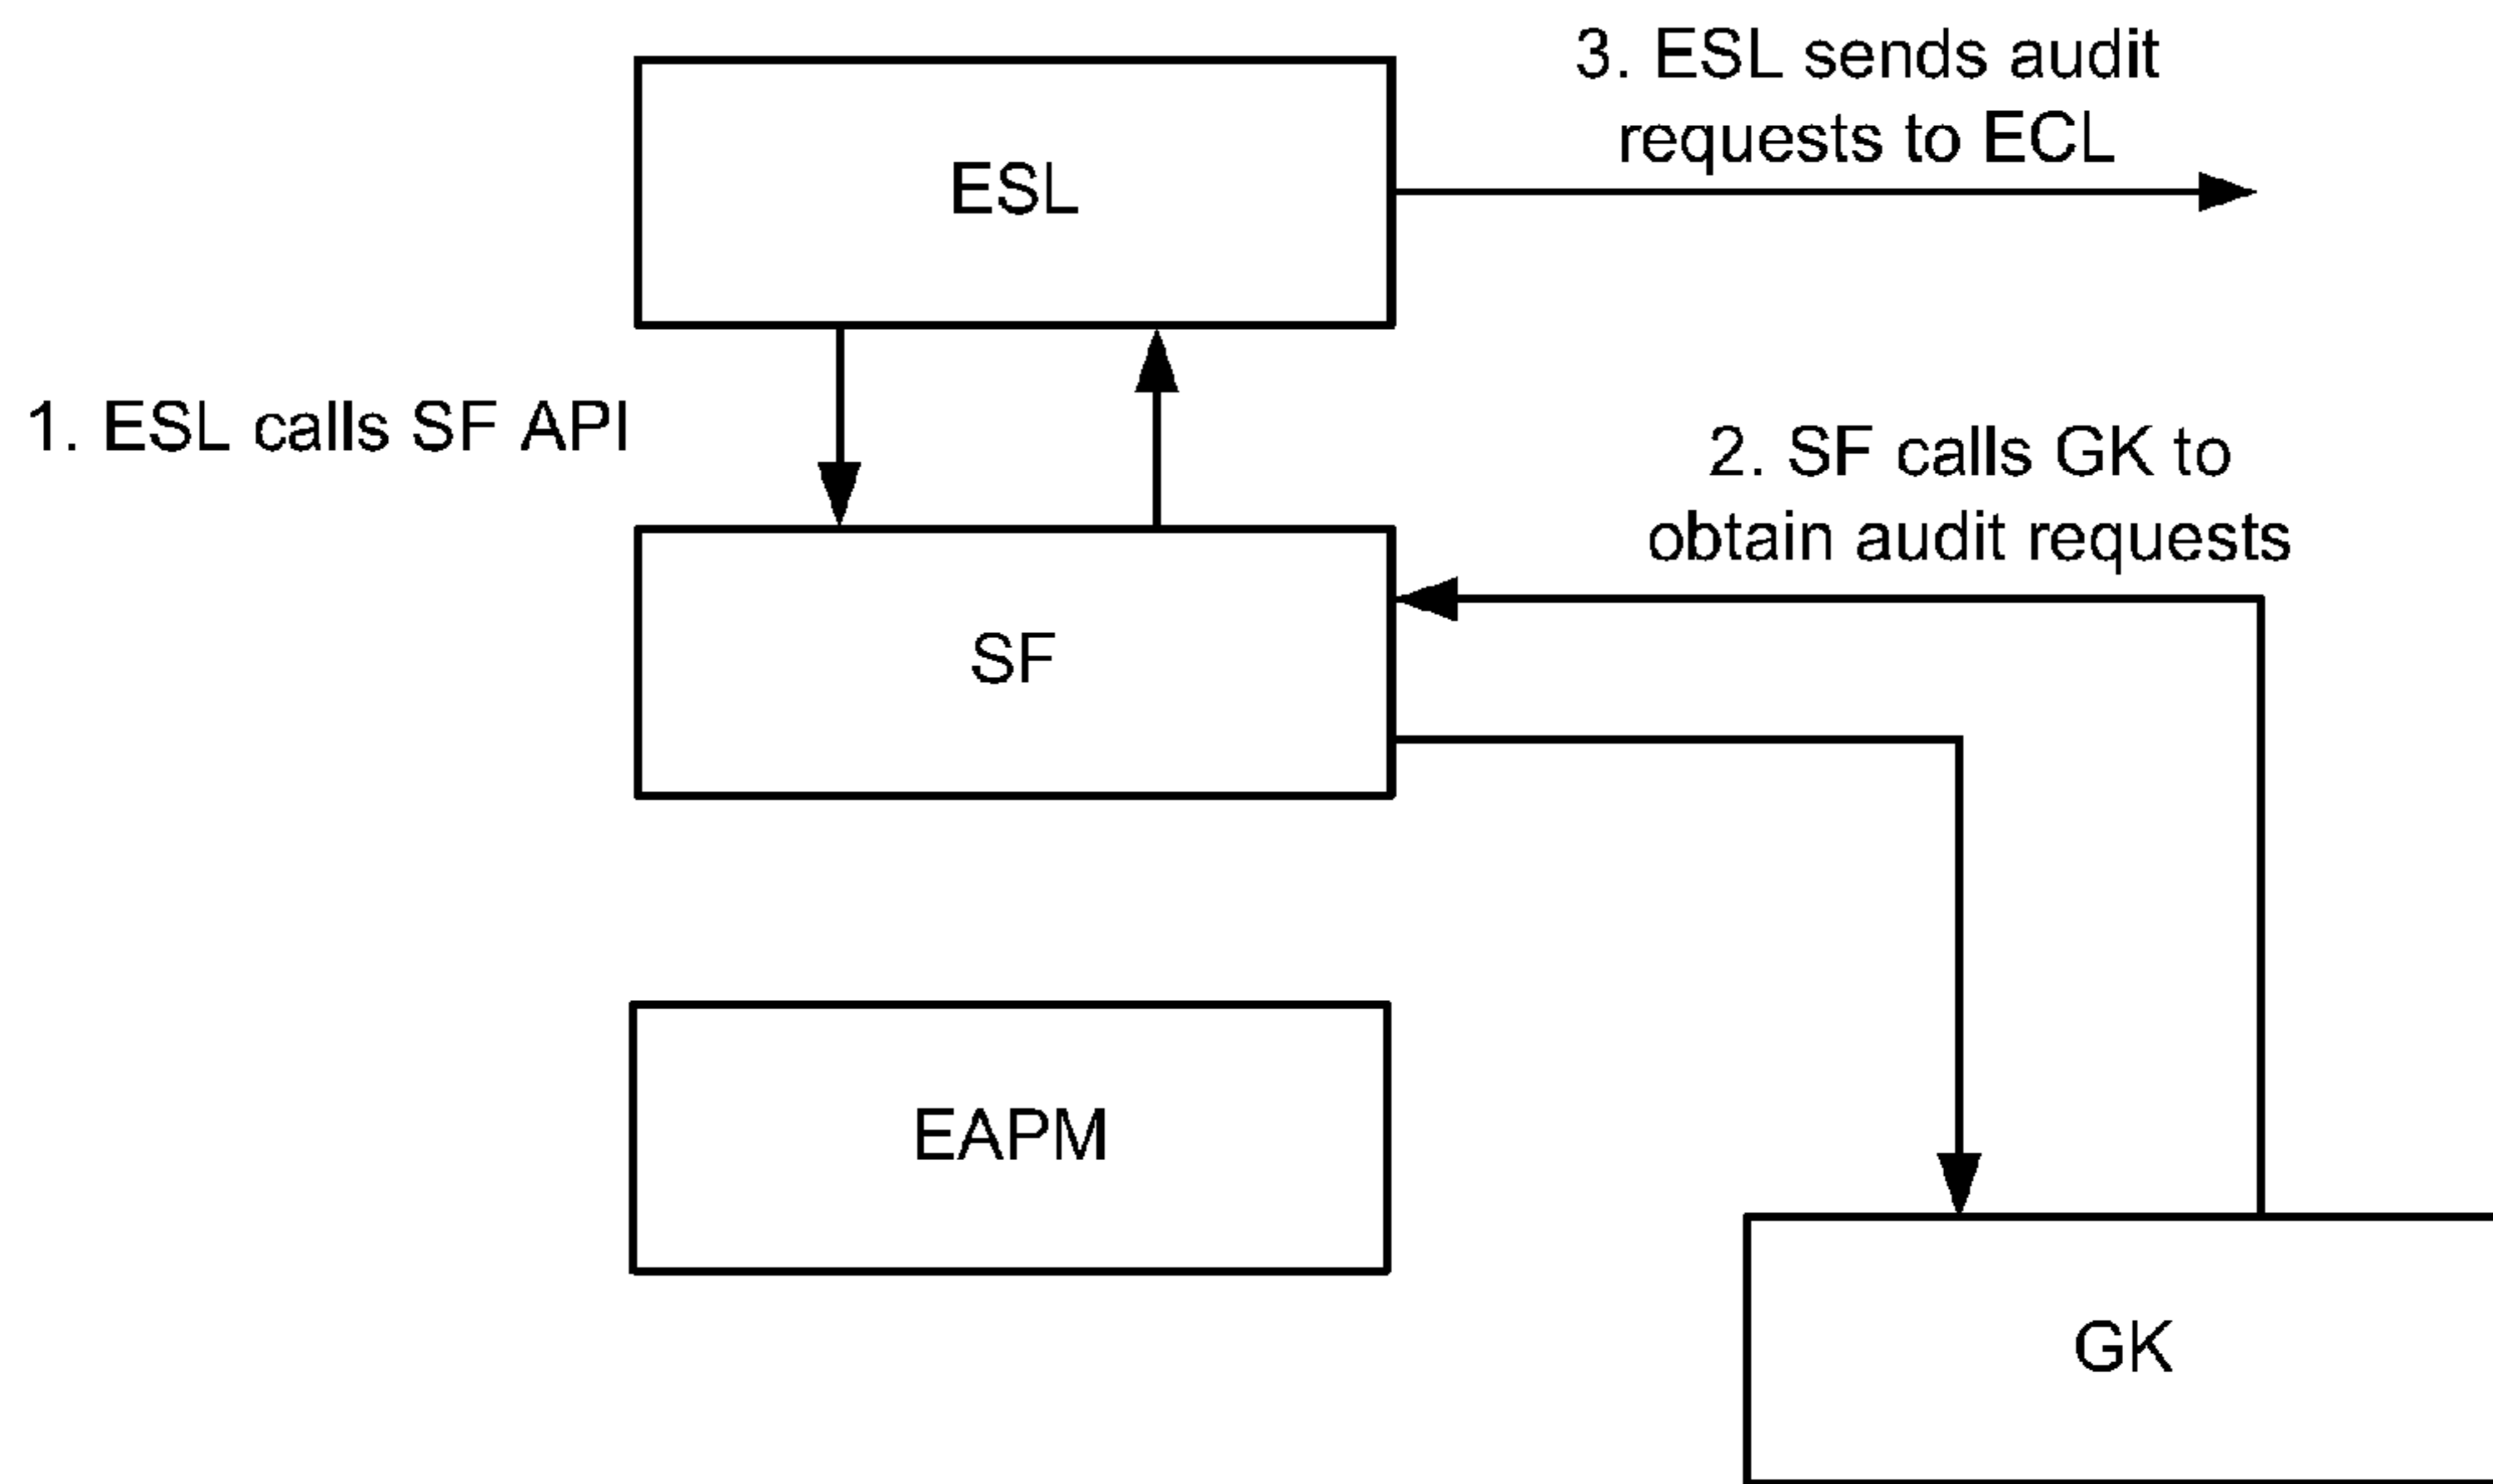 3. ESL sends audit
requests to ECL
ESL
1. ESL calls SF API
2. SF calls GK to
obtain audit requests
SF
EAPM
GK